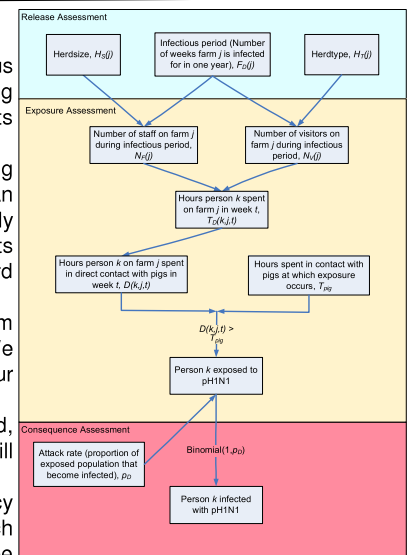 Release Assessment
Herdsize, H_S(j)
Infectious period (Number
of weeks farm j is infected
for in one year), F_D(j)
Herdtype, H_T(j)
Exposure Assessment
Number of staff on farm j
during infectious period,
N_F(j)
Number of visitors on
farm j during infectious
period, N_V(j)
Hours person k spent
on farm j in week t,
T_D(k,j,t)
Hours person k on farm j spent
in direct contact with pigs in
week t, D(k,j,t)
Hours spent in contact with
pigs at which exposure
occurs, T_pig
D(k,j,t) >
T_pig
Person k exposed to
pH1N1
Consequence Assessment
Attack rate (proportion of
exposed population that
become infected), p_D
Binomial(1,p_D)
Person k infected
with pH1N1